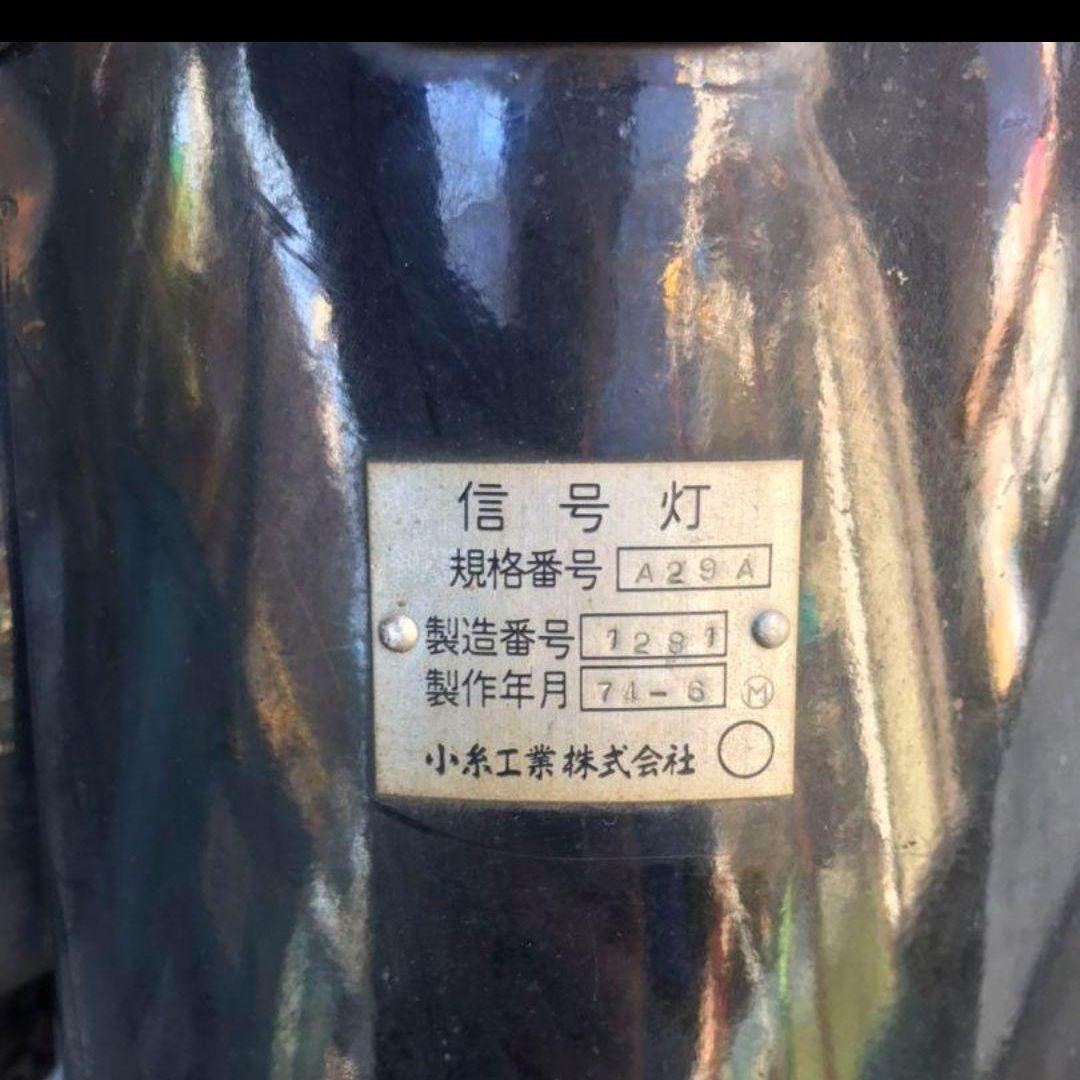 信号灯
規格番号 A29A
製造番号 1281
製作年月 74-6 Ⓜ
小糸工業株式会社